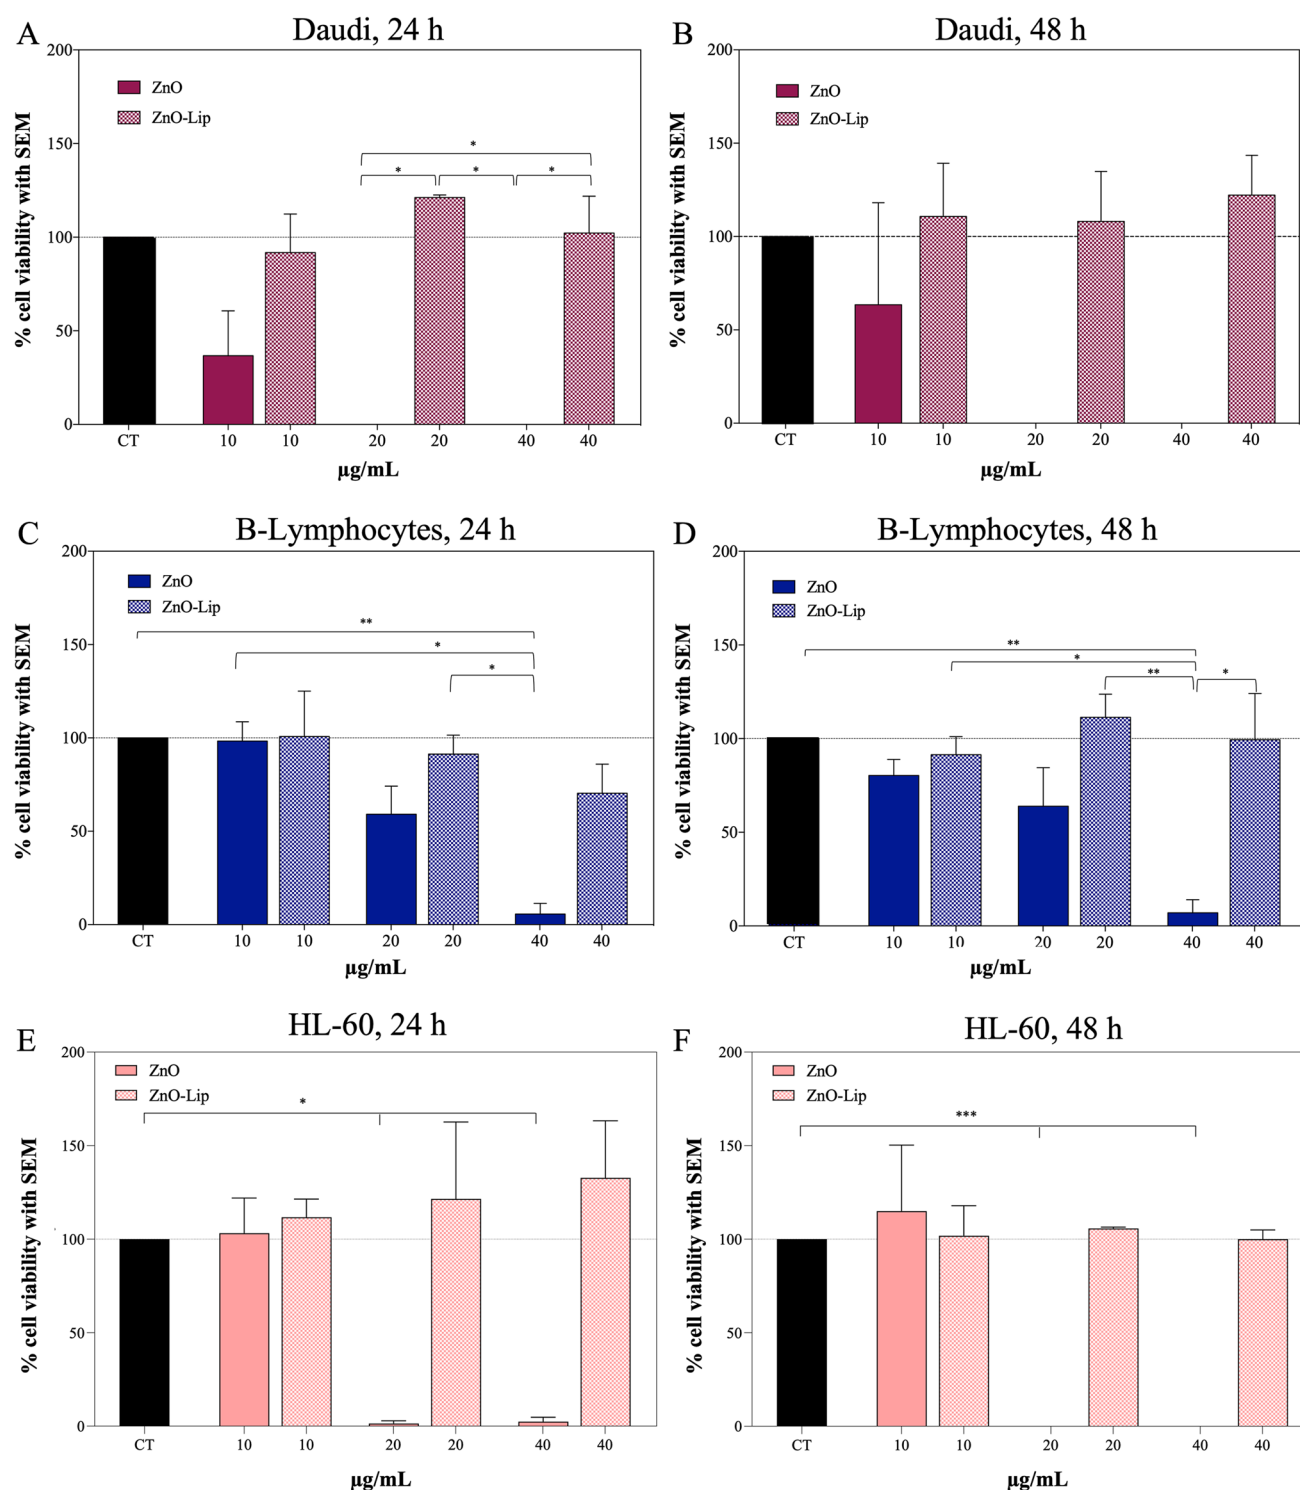 A
Daudi, 24 h
% cell viability with SEM
200
150
100
50
0
ZnO
ZnO-Lip
*
* * *
CT 10 10 20 20 40 40
µg/mL
B
Daudi, 48 h
% cell viability with SEM
200
150
100
50
0
ZnO
ZnO-Lip
CT 10 10 20 20 40 40
µg/mL
C
B-Lymphocytes, 24 h
% cell viability with SEM
200
150
100
50
0
ZnO
ZnO-Lip
**
*
*
CT 10 10 20 20 40 40
µg/mL
D
B-Lymphocytes, 48 h
% cell viability with SEM
200
150
100
50
0
ZnO
ZnO-Lip
**
*
** *
CT 10 10 20 20 40 40
µg/mL
E
HL-60, 24 h
% cell viability with SEM
200
150
100
50
0
ZnO
ZnO-Lip
*
CT 10 10 20 20 40 40
µg/mL
F
HL-60, 48 h
% cell viability with SEM
200
150
100
50
0
ZnO
ZnO-Lip
***
CT 10 10 20 20 40 40
µg/mL